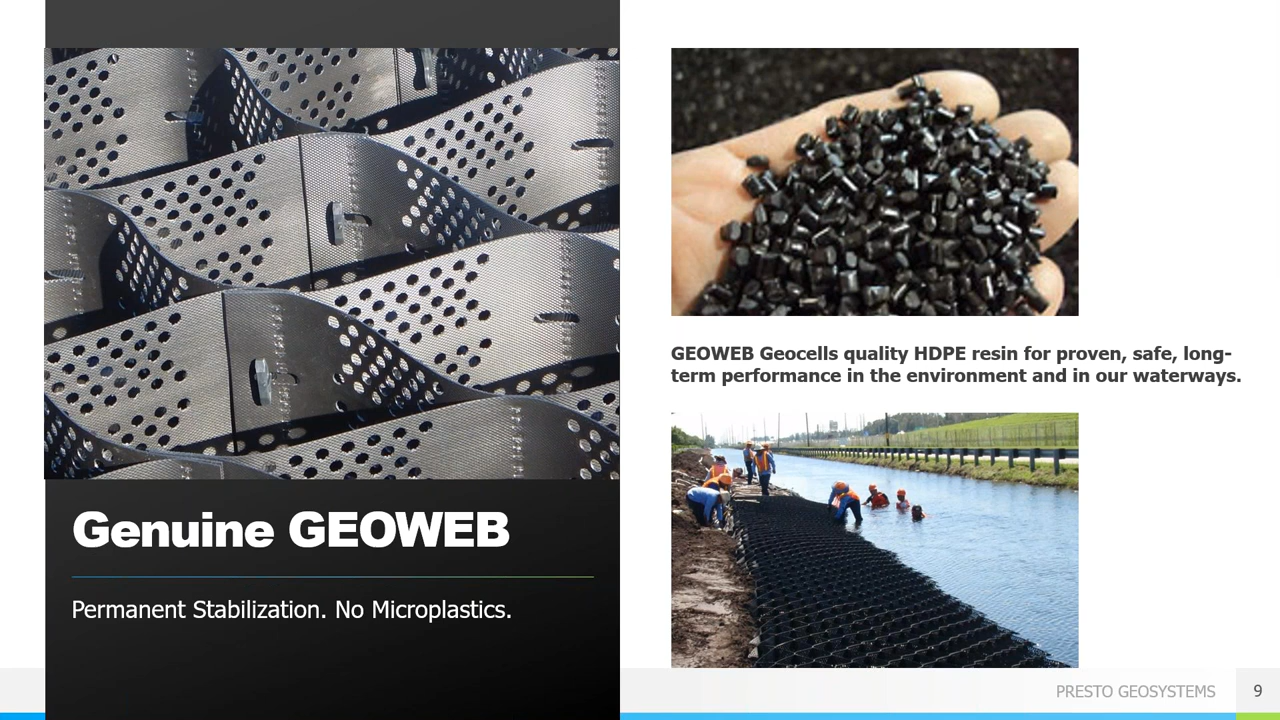 Genuine GEOWEB
Permanent Stabilization. No Microplastics.
GEOWEB Geocells quality HDPE resin for proven, safe, long-
term performance in the environment and in our waterways.
PRESTO GEOSYSTEMS
9